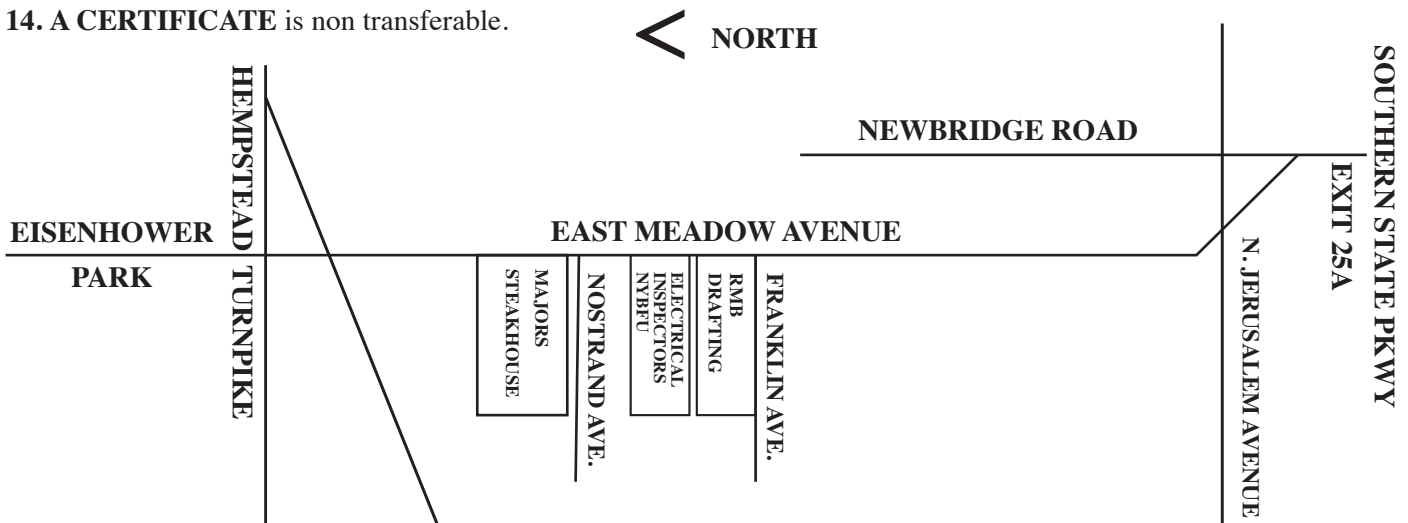 14. A CERTIFICATE is non transferable.
< NORTH
NEWBRIDGE ROAD
EAST MEADOW AVENUE
EISENHOWER
PARK
HEMPSTEAD TURNPIKE
MAJORS
STEAKHOUSE
NOSTRAND AVE.
ELECTRICAL
INSPECTORS
NYBFU
RMB
DRAFTING
FRANKLIN AVE.
N. JERUSALEM AVENUE
EXIT 25A
SOUTHERN STATE PKWY